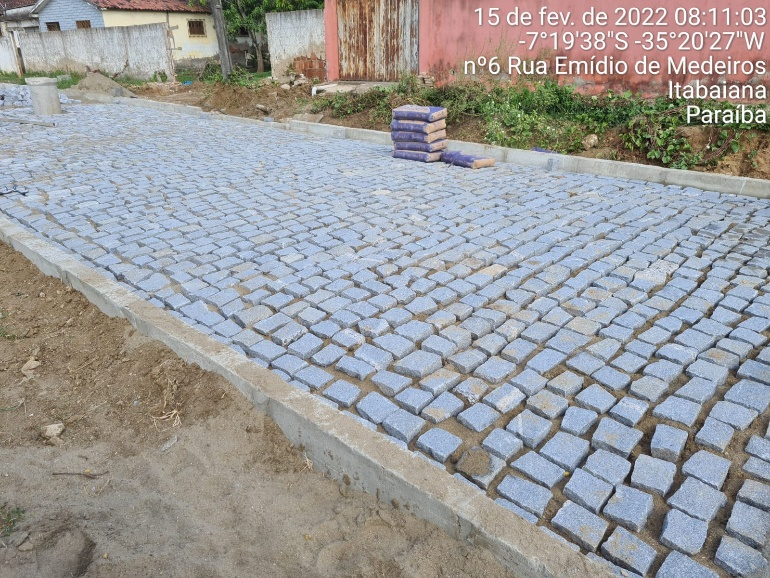 15 de fev. de 2022 08:11:03
-7°19'38"S -35°20'27"W
nº6 Rua Emídio de Medeiros
Itabaiana
Paraíba